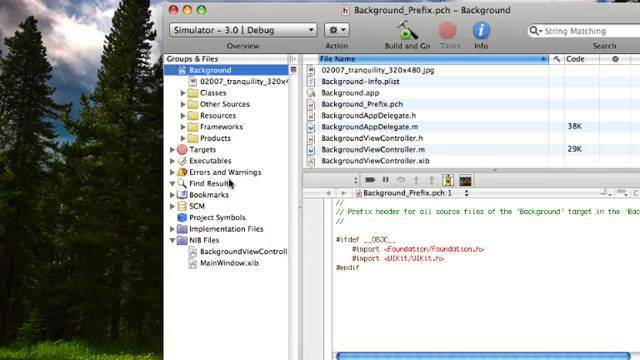 Background_Prefix.pch - Background
Simulator - 3.0 | Debug
String Matching
Overview
Action
Build and Go
Tasks
Info
Search
Groups & Files
Background
02007_tranquility_320x4
Classes
Other Sources
Resources
Frameworks
Products
Targets
Executables
Errors and Warnings
Find Results
Bookmarks
SCM
Project Symbols
Implementation Files
NIB Files
BackgroundViewControll
MainWindow.xib
File Name
Code
02007_tranquility_320x480.jpg
Background-Info.plist
Background.app
Background_Prefix.pch
BackgroundAppDelegate.h
BackgroundAppDelegate.m 38K
BackgroundViewController.h
BackgroundViewController.m 29K
BackgroundViewController.xib
Background_Prefix.pch:1
//
// Prefix header for all source files of the 'Background' target in the 'Bac
//
#ifdef __OBJC__
#import <Foundation/Foundation.h>
#import <UIKit/UIKit.h>
#endif